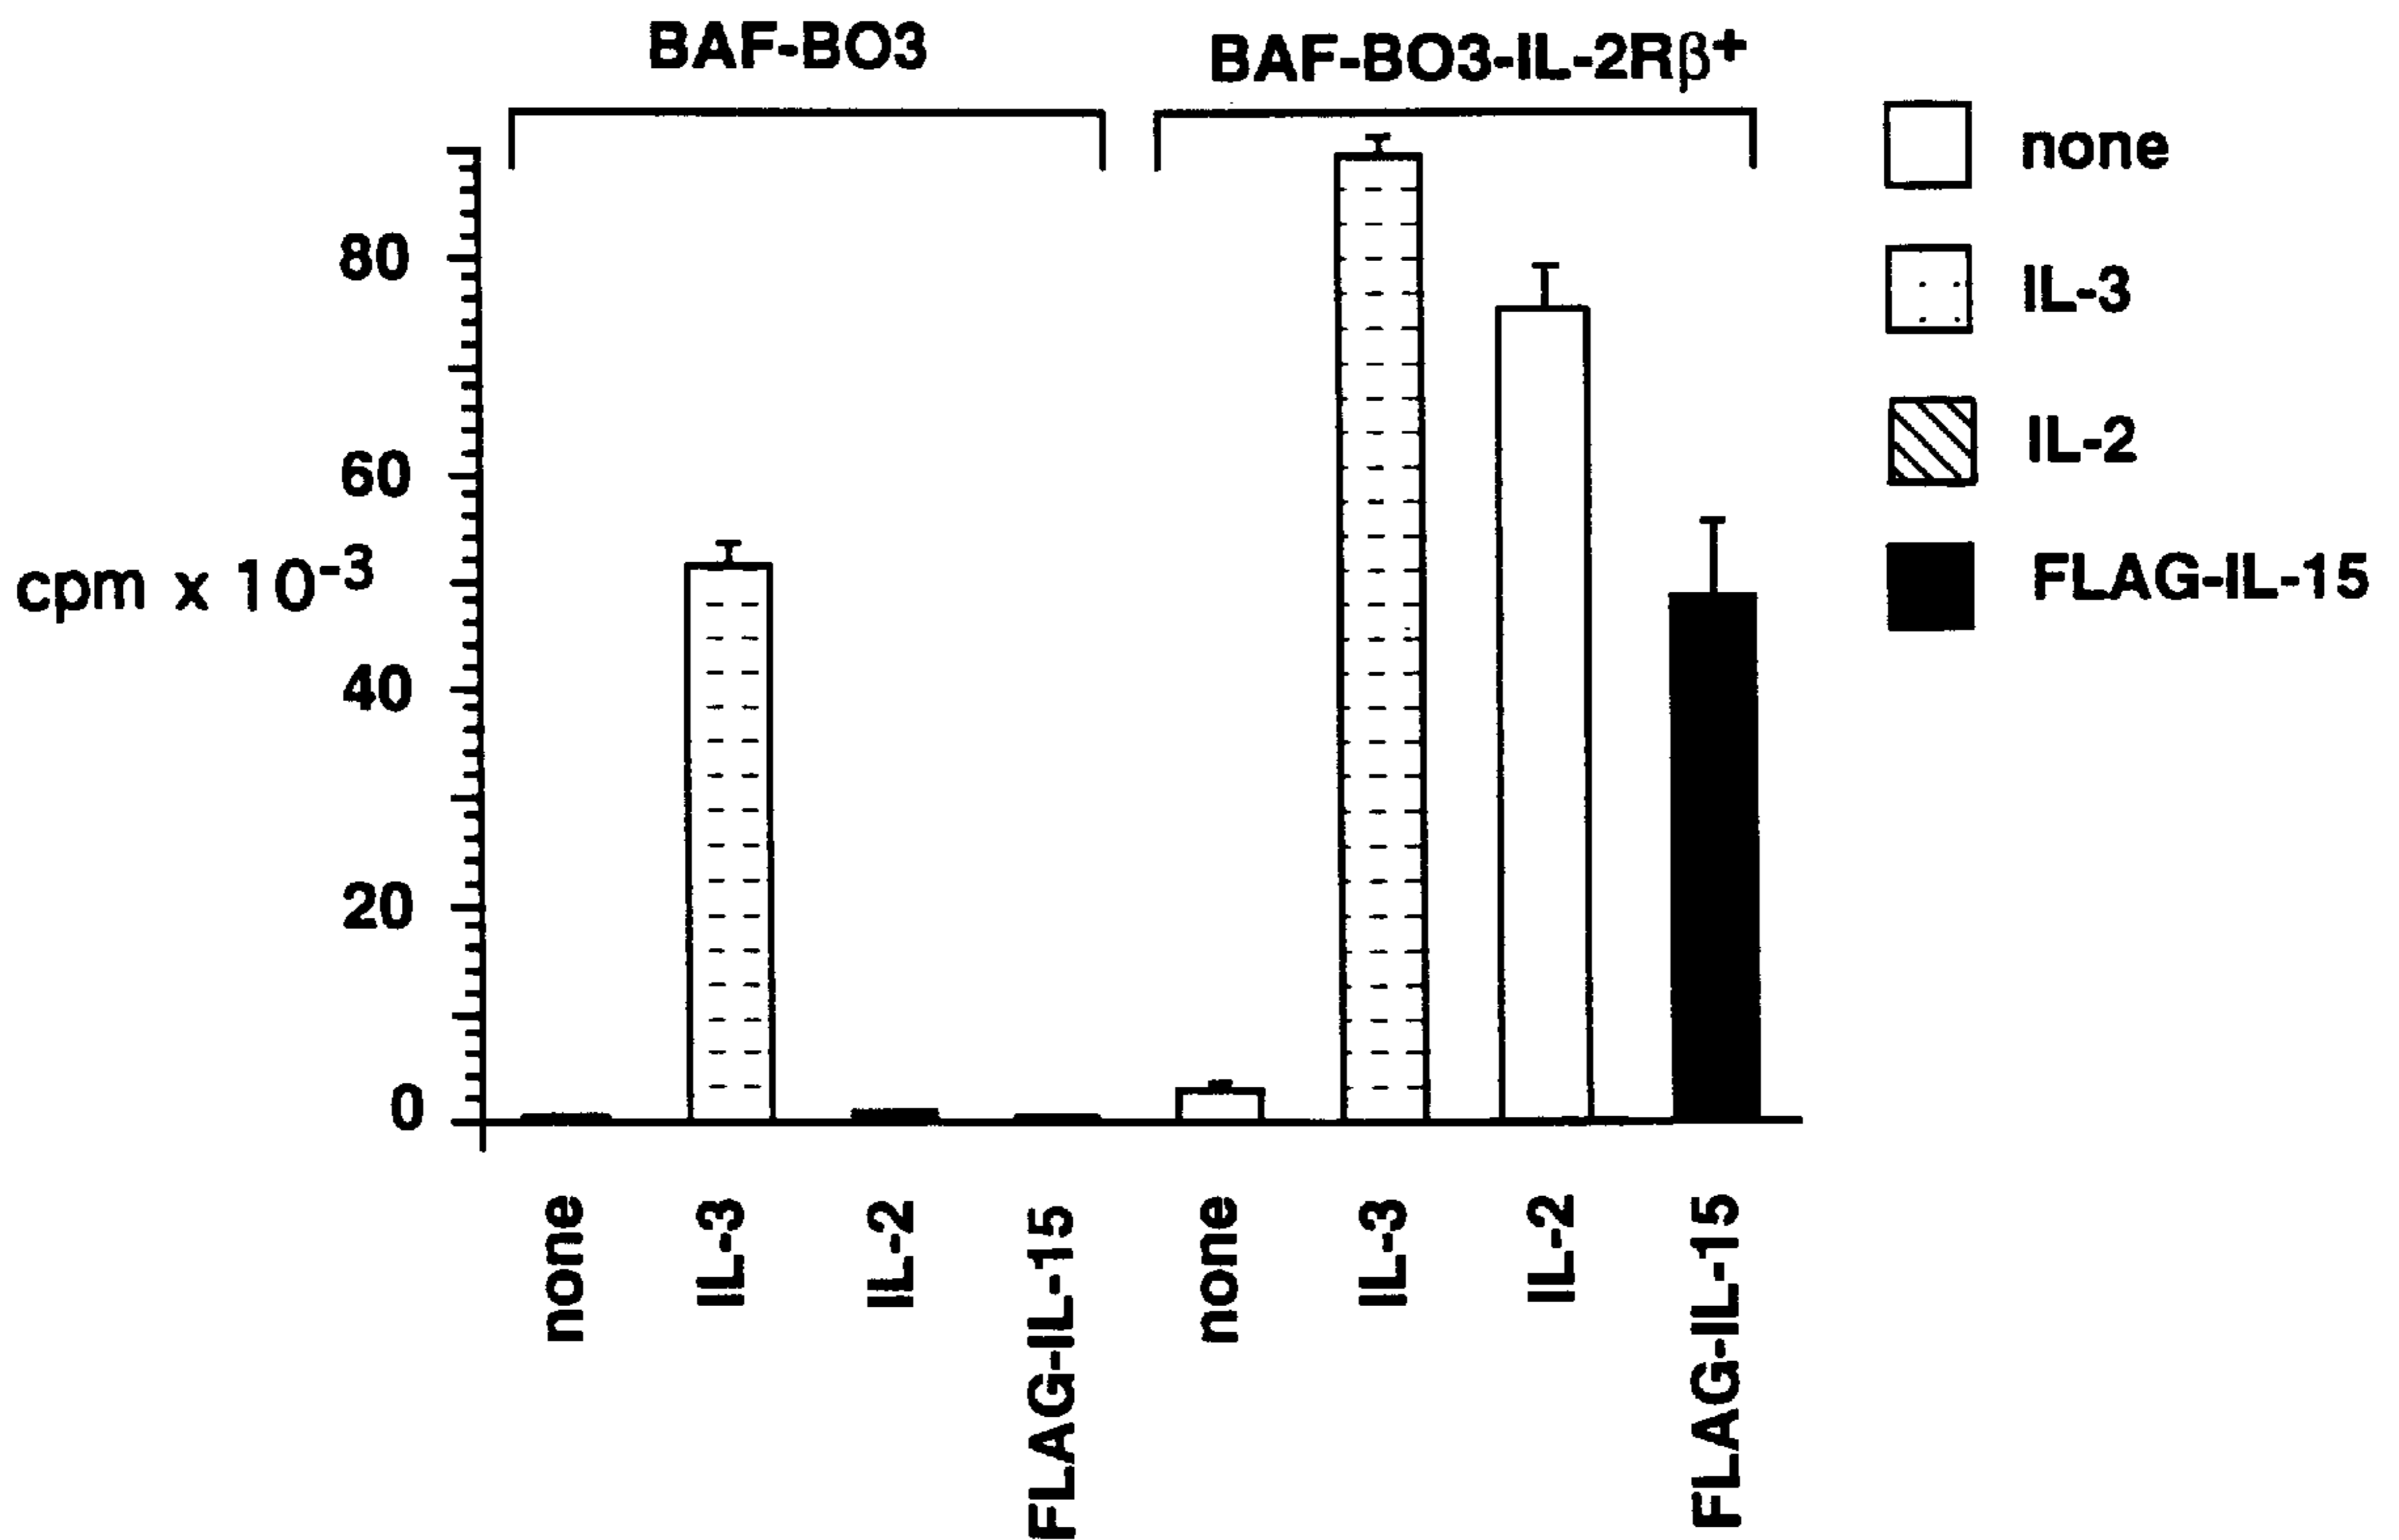 BAF-BO3
BAF-BO3-IL-2Rβ+
none
IL-3
IL-2
FLAG-IL-15
80
60
cpm x 10-3
40
20
0
none
IL-3
IL-2
FLAG-IL-15
none
IL-3
IL-2
FLAG-IL-15